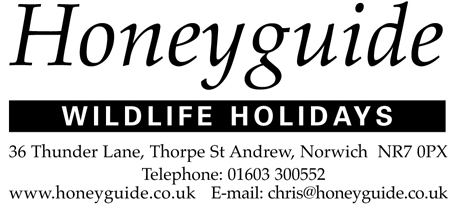 Honeyguide
WILDLIFE HOLIDAYS
36 Thunder Lane, Thorpe St Andrew, Norwich NR7 0PX
Telephone: 01603 300552
www.honeyguide.co.uk E-mail: chris@honeyguide.co.uk